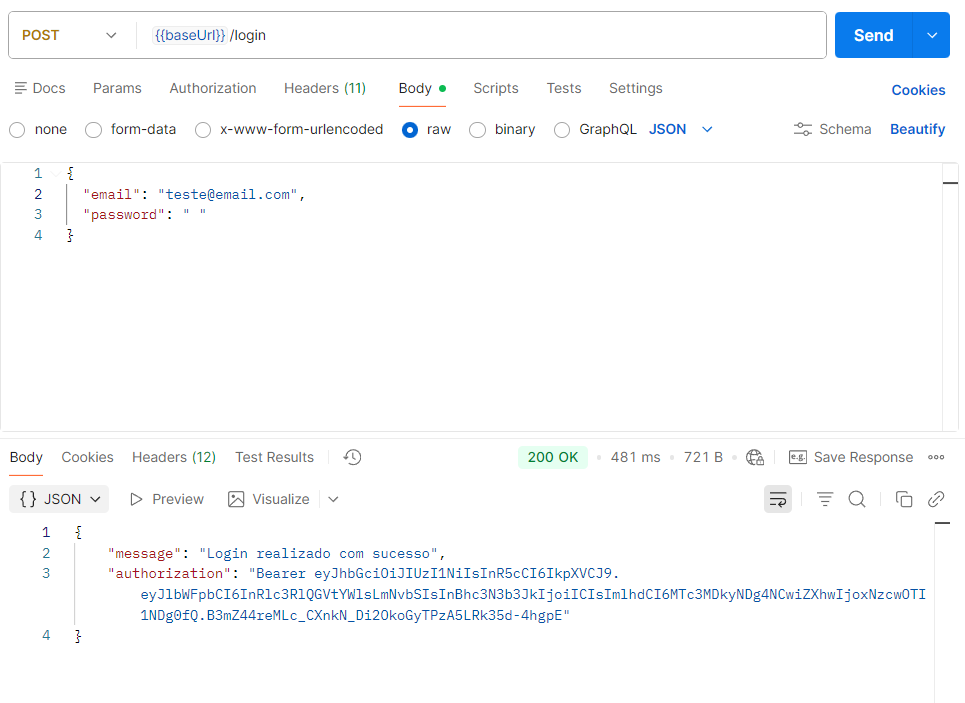 POST {{baseUrl}} /login Send
Docs Params Authorization Headers (11) Body Scripts Tests Settings Cookies
none form-data x-www-form-urlencoded raw binary GraphQL JSON Schema Beautify
1 {
2 "email": "teste@email.com",
3 "password": " "
4 }
Body Cookies Headers (12) Test Results 200 OK 481 ms 721 B e.g. Save Response
{} JSON Preview Visualize
1 {
2 "message": "Login realizado com sucesso",
3 "authorization": "Bearer eyJhbGciOiJIUzI1NiIsInR5cCI6IkpXVCJ9.
eyJlbWFpbCI6InRlc3RlQGVtYWlsLmNvbSIsInBhc3N3b3JkIjoiICIsImlhdCI6MTc3MDkyNDg4NCwiZXhwIjoxNzcwOTI
1NDg0fQ.B3mZ44reMLc_CXnkN_Di2OkoGyTPzA5LRk35d-4hgpE"
4 }